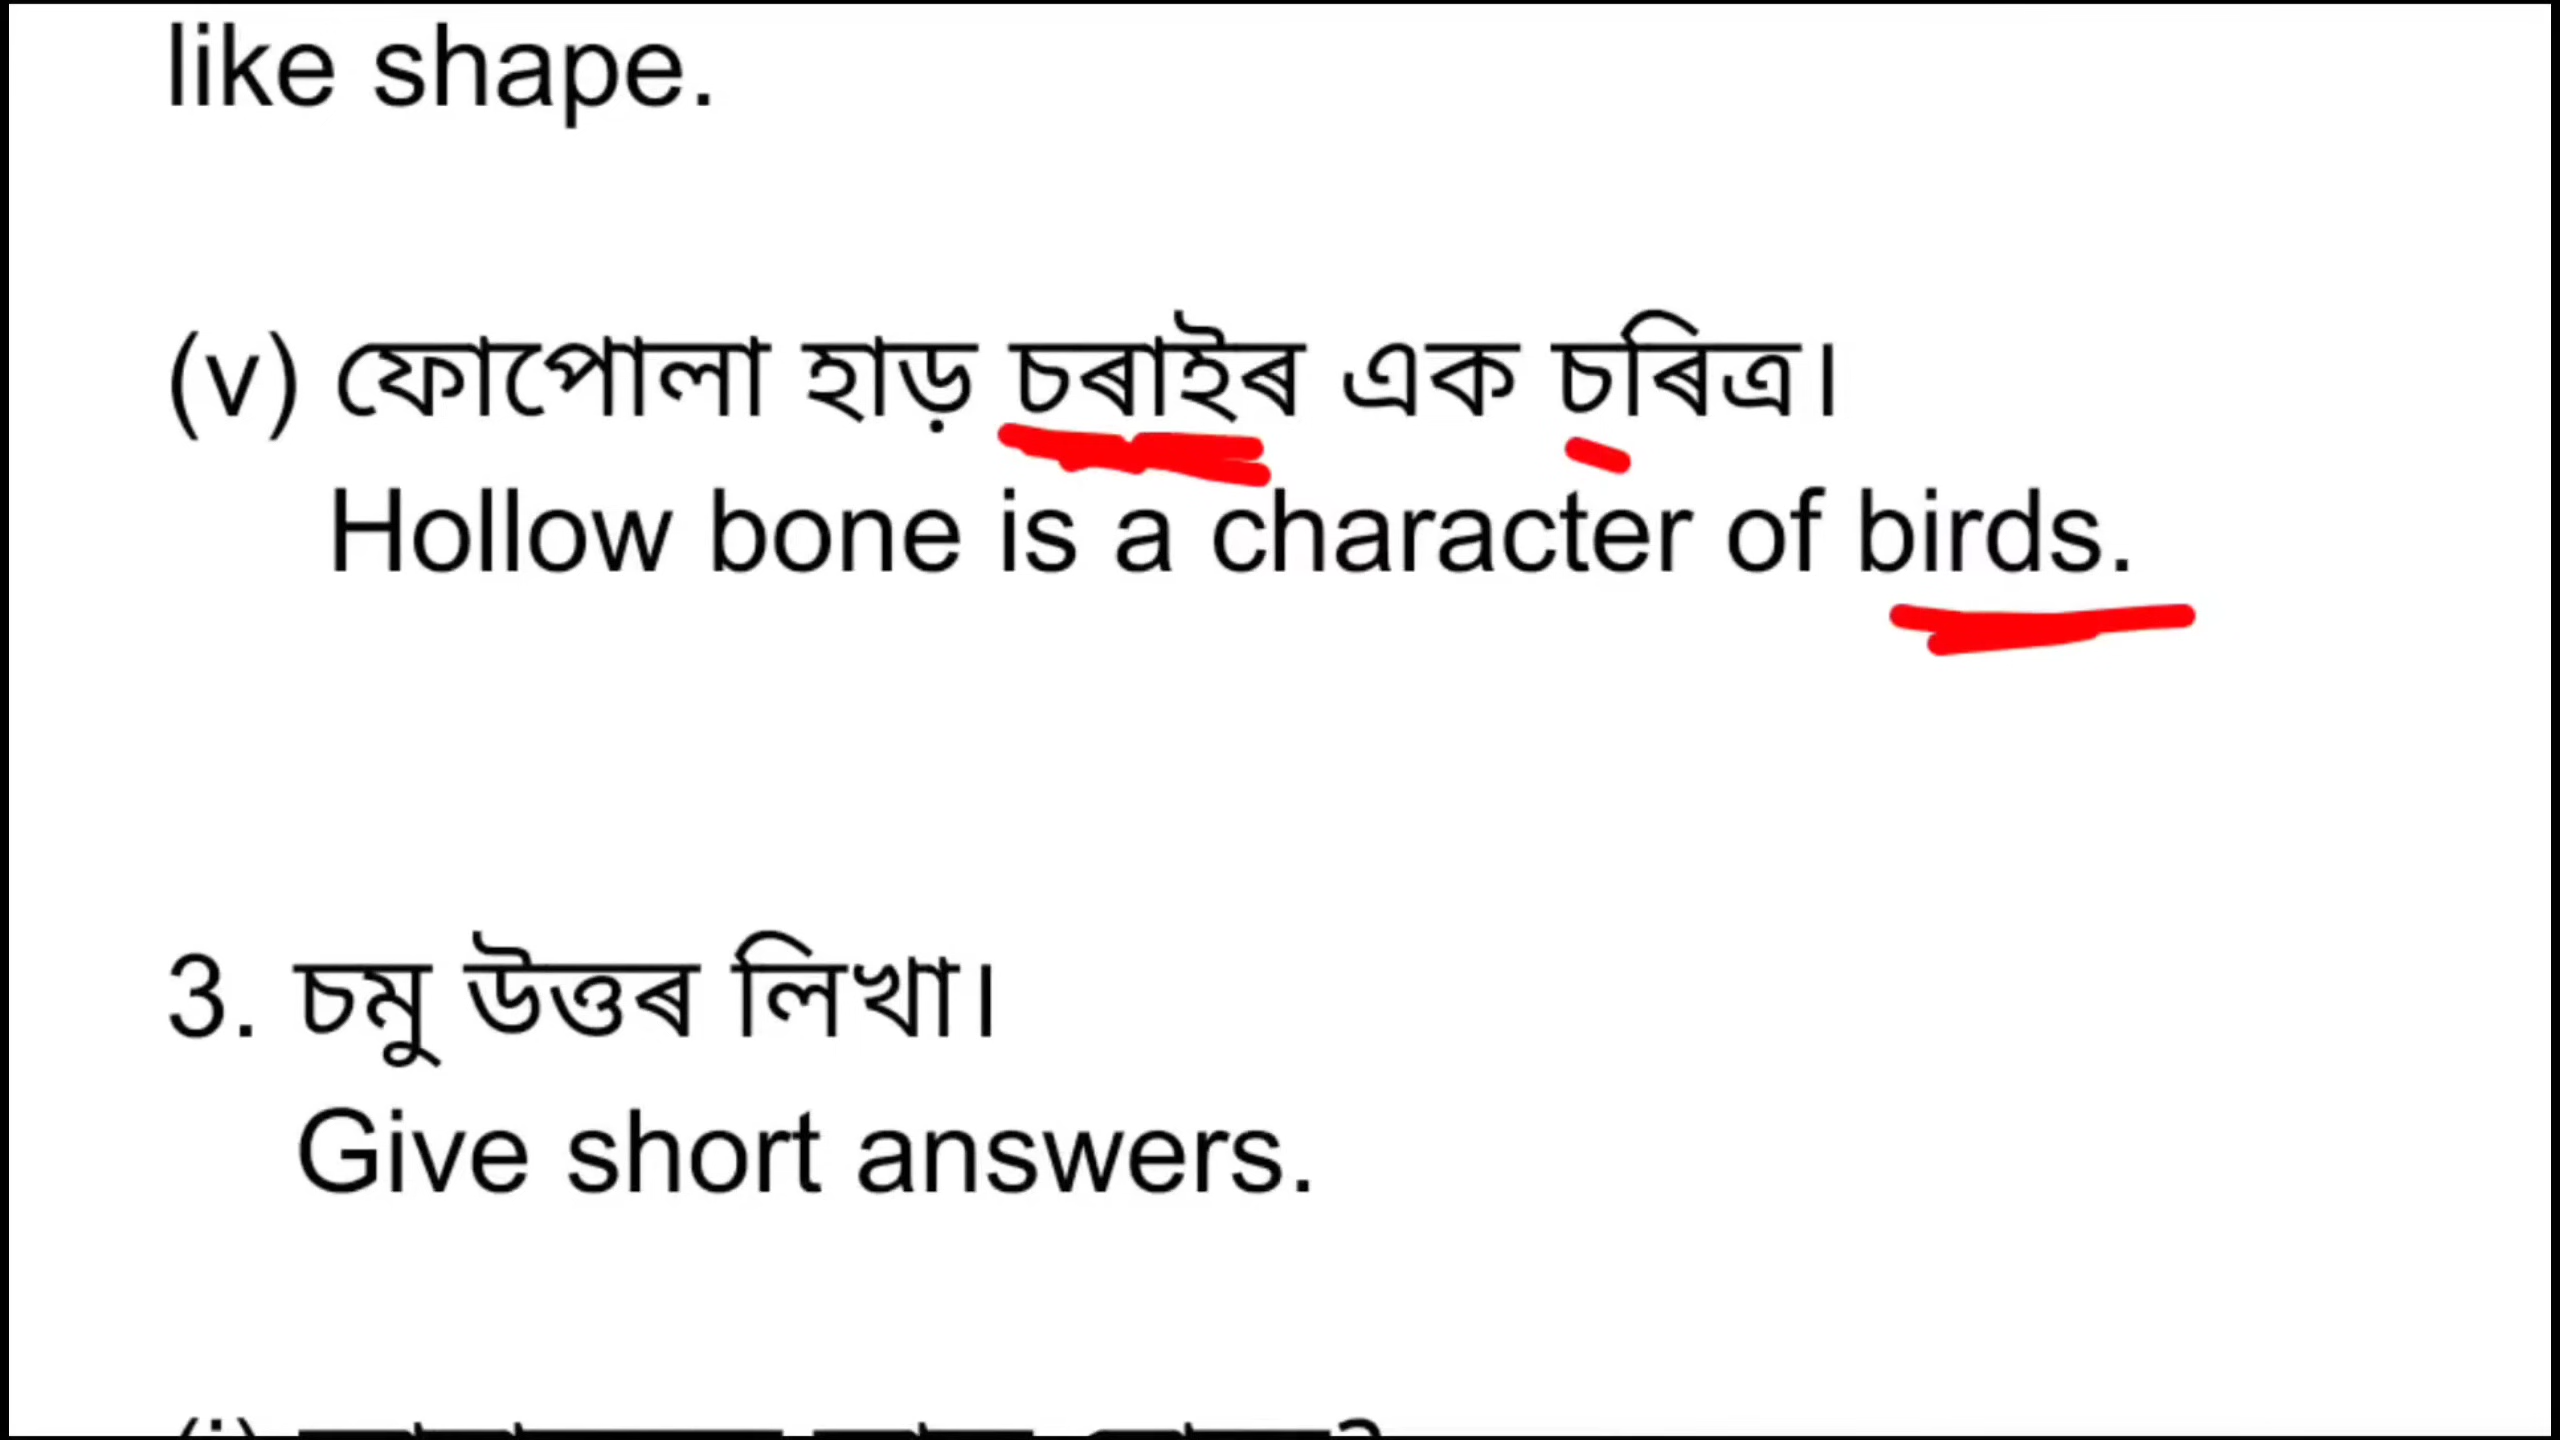 like shape.
(v) ফোপোলা হাড় চৰাইৰ এক চৰিত্ৰ।
Hollow bone is a character of birds.
3. চমু উত্তৰ লিখা।
Give short answers.